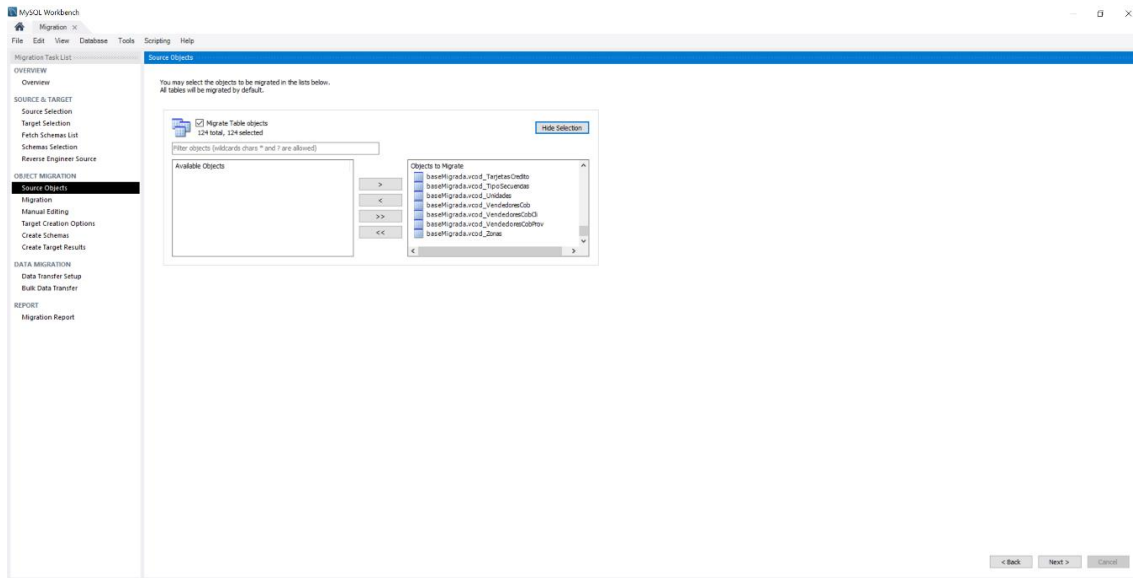 MySQL Workbench
Migration
File Edit View Database Tools Scripting Help
Migration Task List
OVERVIEW
Overview
SOURCE & TARGET
Source Selection
Target Selection
Fetch Schemas List
Schemas Selection
Reverse Engineer Source
OBJECT MIGRATION
Source Objects
Migration
Manual Editing
Target Creation Options
Create Schemas
Create Target Results
DATA MIGRATION
Data Transfer Setup
Bulk Data Transfer
REPORT
Migration Report
Source Objects
You may select the objects to be migrated in the lists below.
All tables will be migrated by default.
Migrate Table objects
124 total, 124 selected
Hide Selection
Filter objects (wildcards chars * and ? are allowed)
Available Objects
>
<
>>
<<
Objects to Migrate
baseMigrada.vcod_TarjetasCredito
baseMigrada.vcod_TipoSecuendas
baseMigrada.vcod_Unidades
baseMigrada.vcod_VendedoresCob
baseMigrada.vcod_VendedoresCobCli
baseMigrada.vcod_VendedoresCobProv
baseMigrada.vcod_Zonas
< Back Next > Cancel